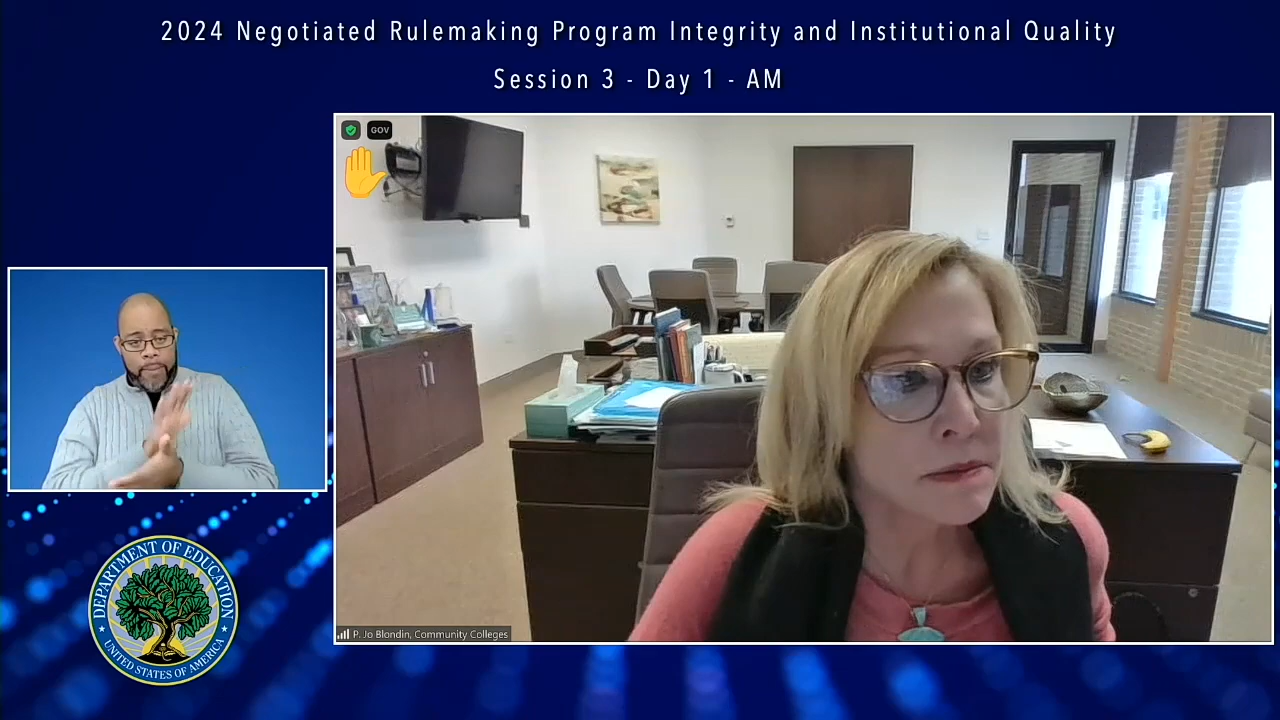 2024 Negotiated Rulemaking Program Integrity and Institutional Quality
Session 3 - Day 1 - AM
GOV
P. Jo Blondin, Community Colleges
DEPARTMENT OF EDUCATION
UNITED STATES OF AMERICA